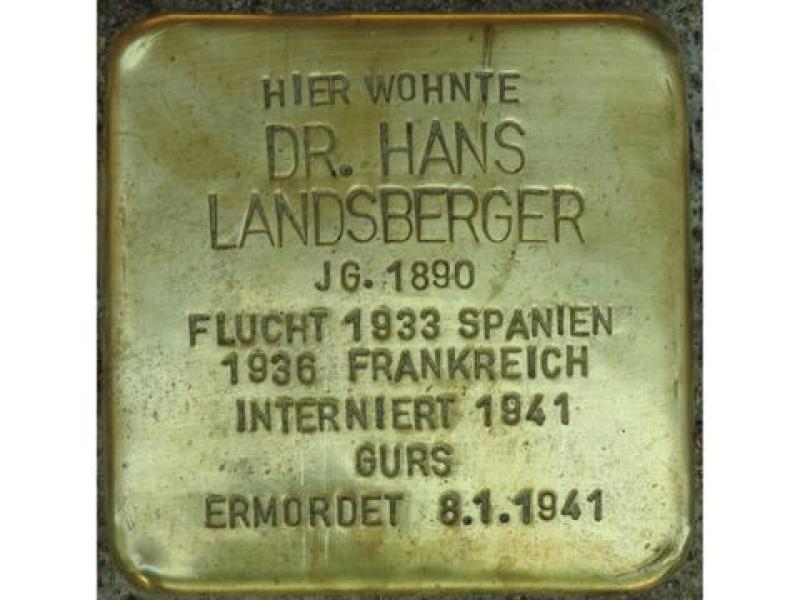 HIER WOHNTE
DR. HANS
LANDSBERGER
JG. 1890
FLUCHT 1933 SPANIEN
1936 FRANKREICH
INTERNIERT 1941
GURS
ERMORDET 8.1.1941